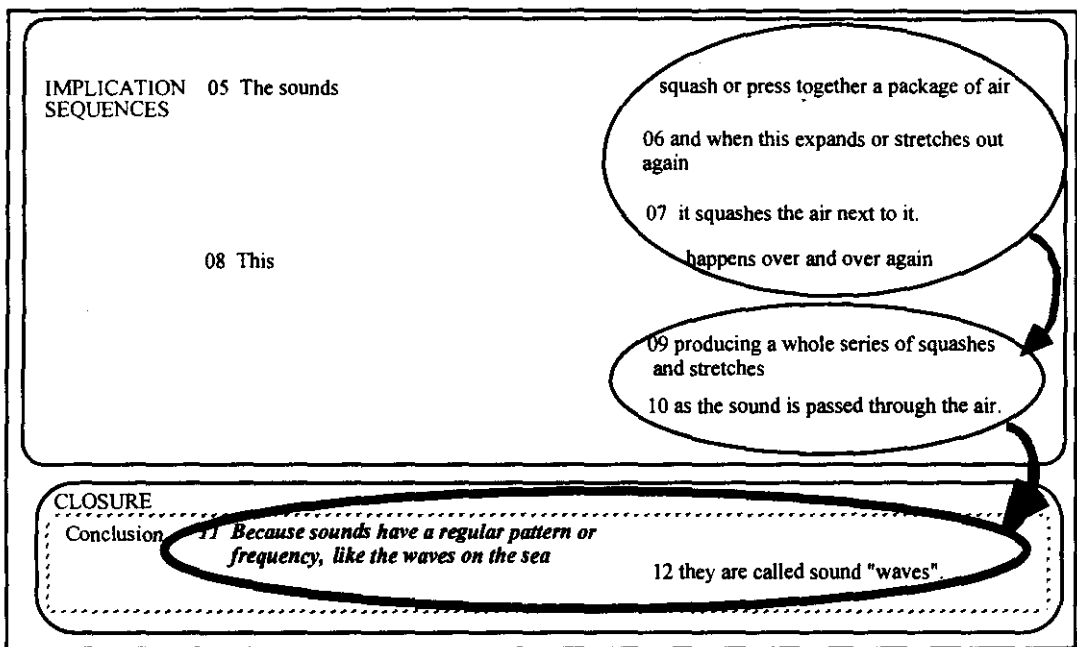 IMPLICATION SEQUENCES 05 The sounds squash or press together a package of air
06 and when this expands or stretches out
again
07 it squashes the air next to it.
08 This happens over and over again
09 producing a whole series of squashes
and stretches
10 as the sound is passed through the air.
CLOSURE
Conclusion 11 Because sounds have a regular pattern or
frequency, like the waves on the sea
12 they are called sound "waves".